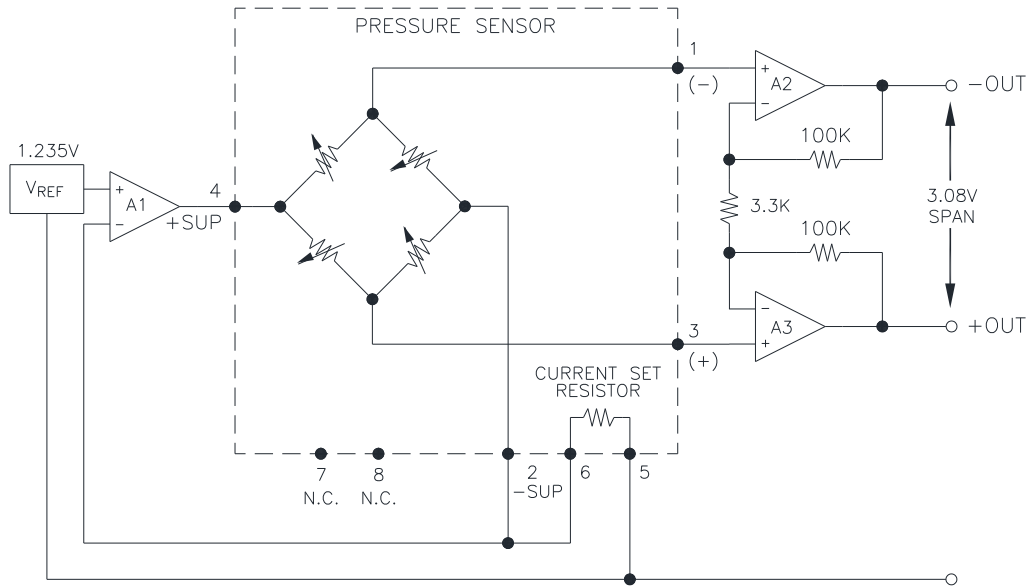 PRESSURE SENSOR
1
(-)
+
A2
-
-OUT
100K
1.235V
VREF
+
A1
-
4
+SUP
3.3K
3.08V
SPAN
100K
-
A3
+
+OUT
3
(+)
CURRENT SET
RESISTOR
7
N.C.
8
N.C.
2
-SUP
6
5